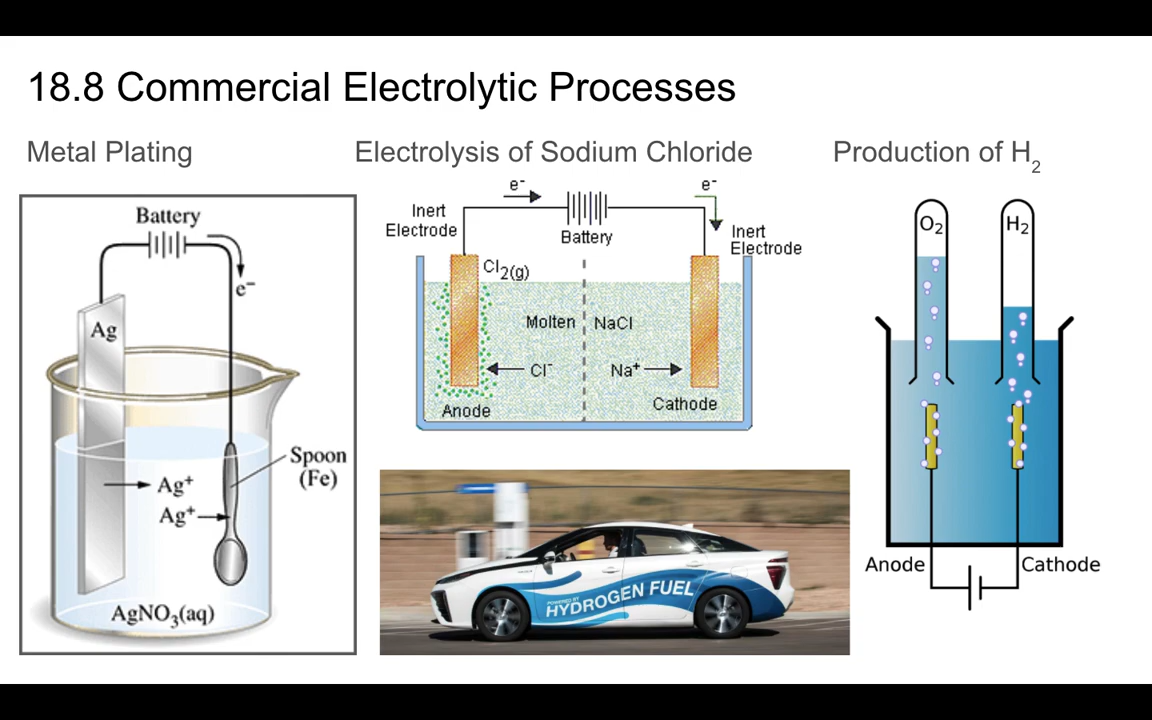 18.8 Commercial Electrolytic Processes
Metal Plating
Battery
e⁻
Ag
Ag⁺
Ag⁺
Spoon
(Fe)
AgNO₃(aq)
Electrolysis of Sodium Chloride
e⁻
e⁻
Inert
Electrode
Battery
Inert
Electrode
Cl₂(g)
Molten
NaCl
Cl⁻
Na⁺
Anode
Cathode
POWERED BY
HYDROGEN FUEL
Production of H₂
O₂
H₂
Anode
Cathode